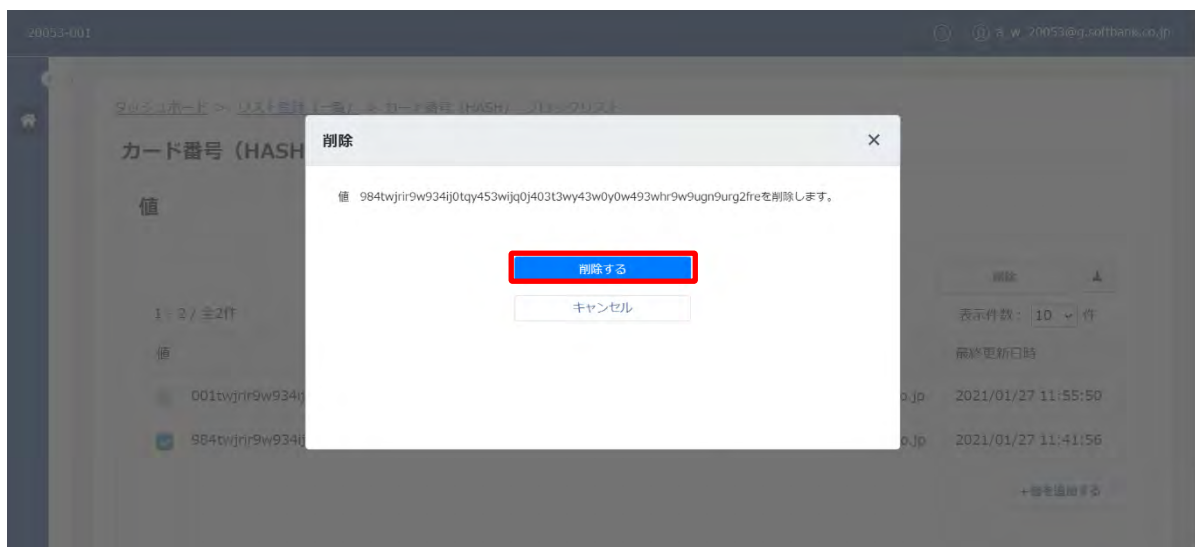 20053-001
a_w_20053@g.softbank.co.jp
ダッシュボード > リスト登録（一覧） > カード番号（HASH） ブロックリスト
カード番号（HASH
削除
×
値
値 984twjrir9w934ij0tqy453wijq0j403t3wy43w0y0w493whr9w9ugn9urg2freを削除します。
削除する
削除
キャンセル
1 - 2 / 全2件
表示件数： 10 件
値
最終更新日時
001twjrir9w934ij
o.jp
2021/01/27 11:55:50
984twjrir9w934ij
o.jp
2021/01/27 11:41:56
+値を追加する